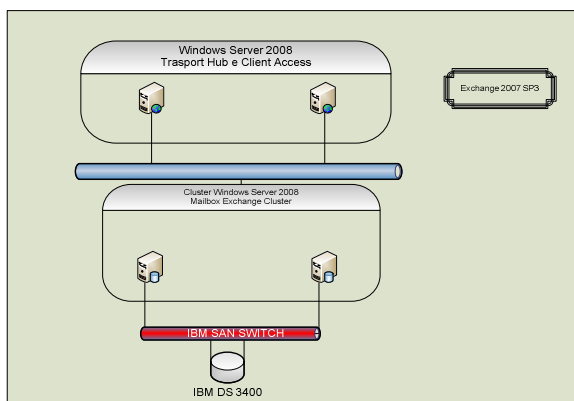 Windows Server 2008
Trasport Hub e Client Access
Exchange 2007 SP3
Cluster Windows Server 2008
Mailbox Exchange Cluster
IBM SAN SWITCH
IBM DS 3400